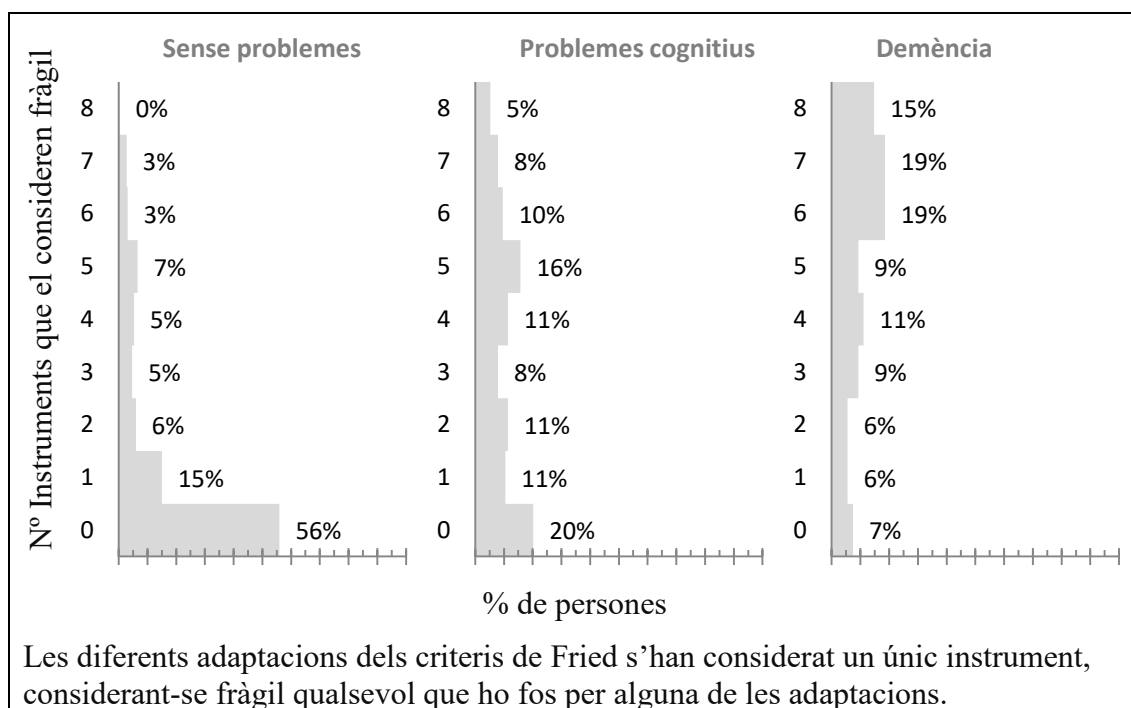 Nº Instruments que el consideren fràgil
Sense problemes Problemes cognitius Demència
8 0% 8 5% 8 15%
7 3% 7 8% 7 19%
6 3% 6 10% 6 19%
5 7% 5 16% 5 9%
4 5% 4 11% 4 11%
3 5% 3 8% 3 9%
2 6% 2 11% 2 6%
1 15% 1 11% 1 6%
0 56% 0 20% 0 7%
% de persones
Les diferents adaptacions dels criteris de Fried s’han considerat un únic instrument,
considerant-se fràgil qualsevol que ho fos per alguna de les adaptacions.